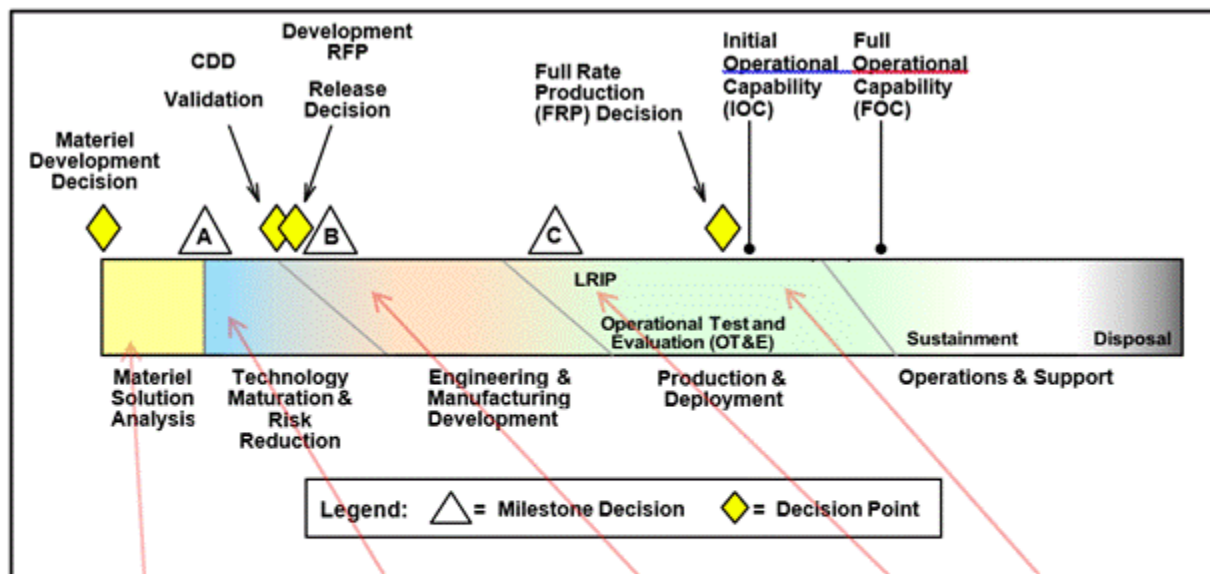 Materiel
Development
Decision
CDD
Validation
Development
RFP
Release
Decision
Full Rate
Production
(FRP) Decision
Initial
Operational
Capability
(IOC)
Full
Operational
Capability
(FOC)
A
B
C
LRIP
Operational Test and
Evaluation (OT&E)
Sustainment
Disposal
Materiel
Solution
Analysis
Technology
Maturation &
Risk
Reduction
Engineering &
Manufacturing
Development
Production &
Deployment
Operations & Support
Legend: = Milestone Decision = Decision Point